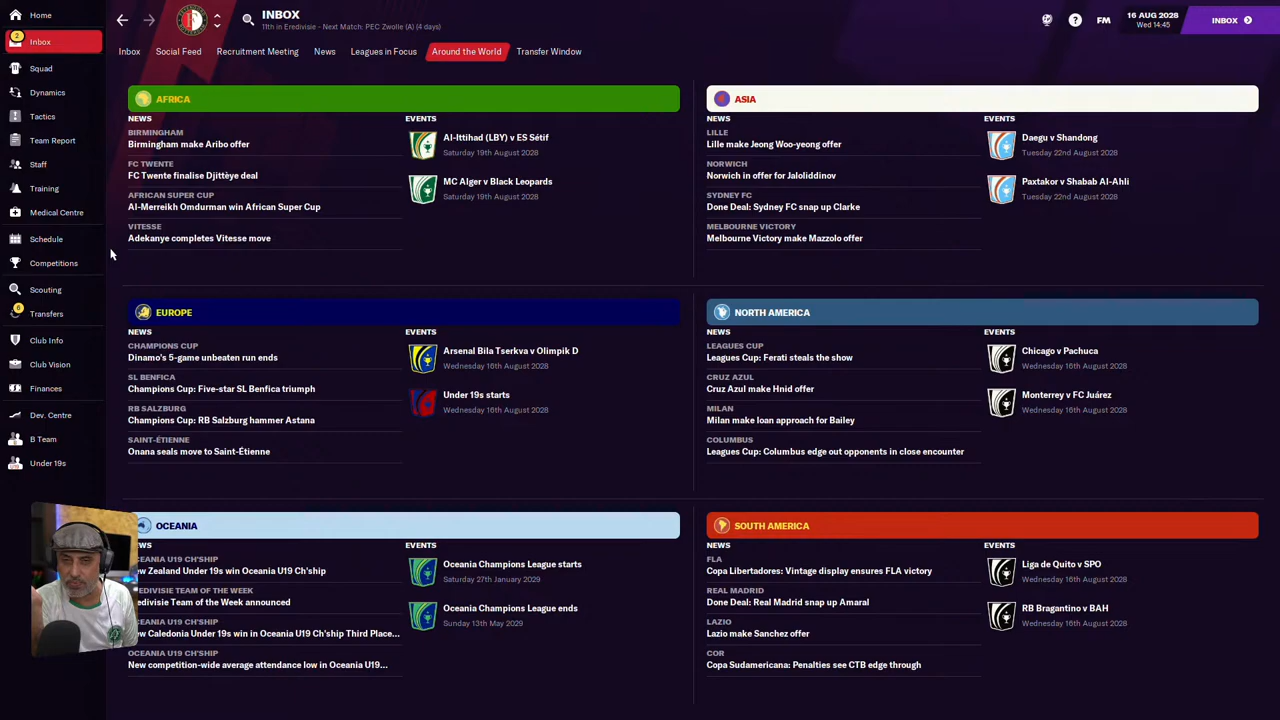 Home
2
Inbox
Squad
Dynamics
Tactics
Team Report
Staff
Training
Medical Centre
Schedule
Competitions
Scouting
6
Transfers
Club Info
Club Vision
Finances
Dev. Centre
B Team
Under 19s
INBOX
11th in Eredivisie - Next Match: PEC Zwolle (A) (4 days)
?
FM
16 AUG 2028
Wed 14:45
INBOX
Inbox
Social Feed
Recruitment Meeting
News
Leagues in Focus
Around the World
Transfer Window
AFRICA
NEWS
BIRMINGHAM
Birmingham make Aribo offer
FC TWENTE
FC Twente finalise Djittèye deal
AFRICAN SUPER CUP
Al-Merreikh Omdurman win African Super Cup
VITESSE
Adekanye completes Vitesse move
EVENTS
Al-Ittihad (LBY) v ES Sétif
Saturday 19th August 2028
MC Alger v Black Leopards
Saturday 19th August 2028
ASIA
NEWS
LILLE
Lille make Jeong Woo-yeong offer
NORWICH
Norwich in offer for Jaloliddinov
SYDNEY FC
Done Deal: Sydney FC snap up Clarke
MELBOURNE VICTORY
Melbourne Victory make Mazzolo offer
EVENTS
Daegu v Shandong
Tuesday 22nd August 2028
Paxtakor v Shabab Al-Ahli
Tuesday 22nd August 2028
EUROPE
NEWS
CHAMPIONS CUP
Dinamo's 5-game unbeaten run ends
SL BENFICA
Champions Cup: Five-star SL Benfica triumph
RB SALZBURG
Champions Cup: RB Salzburg hammer Astana
SAINT-ÉTIENNE
Onana seals move to Saint-Étienne
EVENTS
Arsenal Bila Tserkva v Olimpik D
Wednesday 16th August 2028
Under 19s starts
Wednesday 16th August 2028
NORTH AMERICA
NEWS
LEAGUES CUP
Leagues Cup: Ferati steals the show
CRUZ AZUL
Cruz Azul make Hnid offer
MILAN
Milan make loan approach for Bailey
COLUMBUS
Leagues Cup: Columbus edge out opponents in close encounter
EVENTS
Chicago v Pachuca
Wednesday 16th August 2028
Monterrey v FC Juárez
Wednesday 16th August 2028
OCEANIA
EWS
CEANIA U19 CH'SHIP
ew Zealand Under 19s win Oceania U19 Ch'ship
REDIVISIE TEAM OF THE WEEK
redivisie Team of the Week announced
CEANIA U19 CH'SHIP
ew Caledonia Under 19s win in Oceania U19 Ch'ship Third Place...
OCEANIA U19 CH'SHIP
New competition-wide average attendance low in Oceania U19...
EVENTS
Oceania Champions League starts
Saturday 27th January 2029
Oceania Champions League ends
Sunday 13th May 2029
SOUTH AMERICA
NEWS
FLA
Copa Libertadores: Vintage display ensures FLA victory
REAL MADRID
Done Deal: Real Madrid snap up Amaral
LAZIO
Lazio make Sanchez offer
COR
Copa Sudamericana: Penalties see CTB edge through
EVENTS
Liga de Quito v SPO
Wednesday 16th August 2028
RB Bragantino v BAH
Wednesday 16th August 2028